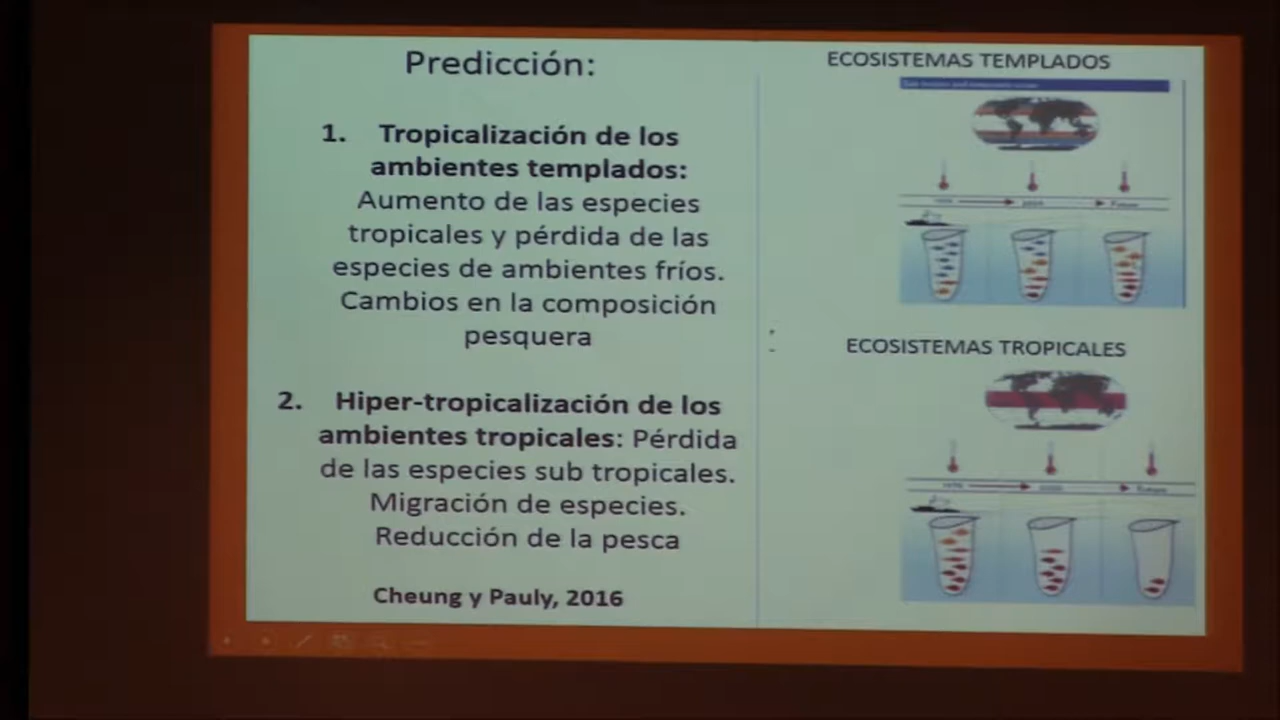 Predicción:
1. Tropicalización de los
ambientes templados:
Aumento de las especies
tropicales y pérdida de las
especies de ambientes fríos.
Cambios en la composición
pesquera
2. Hiper-tropicalización de los
ambientes tropicales: Pérdida
de las especies sub tropicales.
Migración de especies.
Reducción de la pesca
Cheung y Pauly, 2016
ECOSISTEMAS TEMPLADOS
Future
ECOSISTEMAS TROPICALES
Future